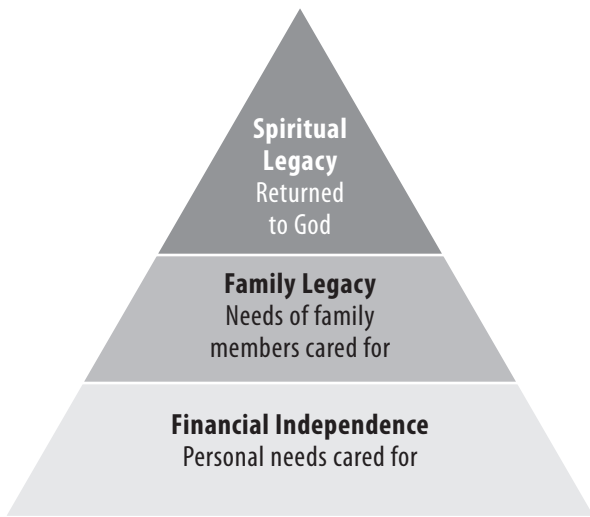 Spiritual
Legacy
Returned
to God
Family Legacy
Needs of family
members cared for
Financial Independence
Personal needs cared for